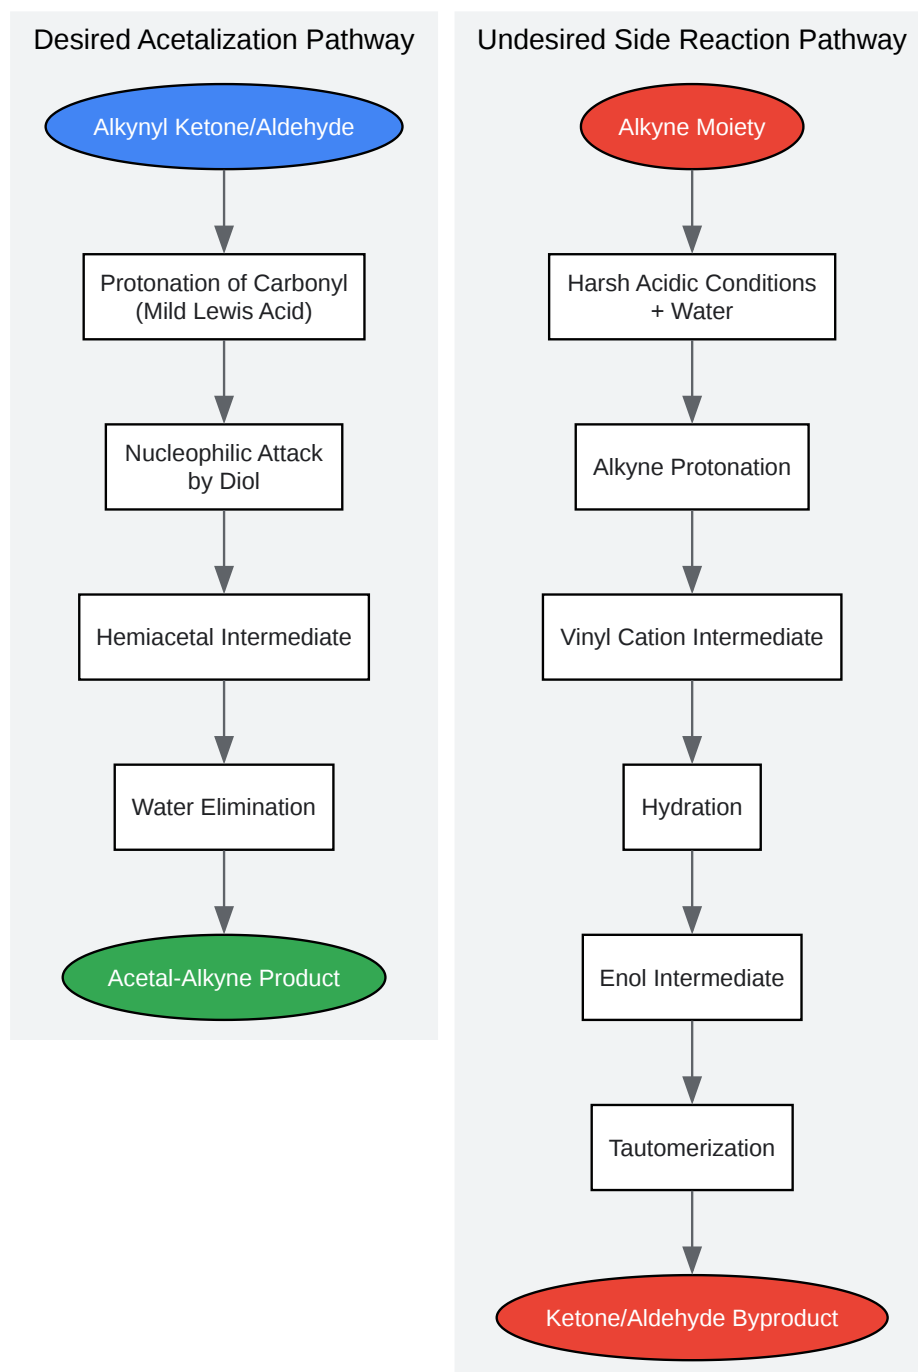 Desired Acetalization Pathway
Alkynyl Ketone/Aldehyde
Protonation of Carbonyl
(Mild Lewis Acid)
Nucleophilic Attack
by Diol
Hemiacetal Intermediate
Water Elimination
Acetal-Alkyne Product
Undesired Side Reaction Pathway
Alkyne Moiety
Harsh Acidic Conditions
+ Water
Alkyne Protonation
Vinyl Cation Intermediate
Hydration
Enol Intermediate
Tautomerization
Ketone/Aldehyde Byproduct